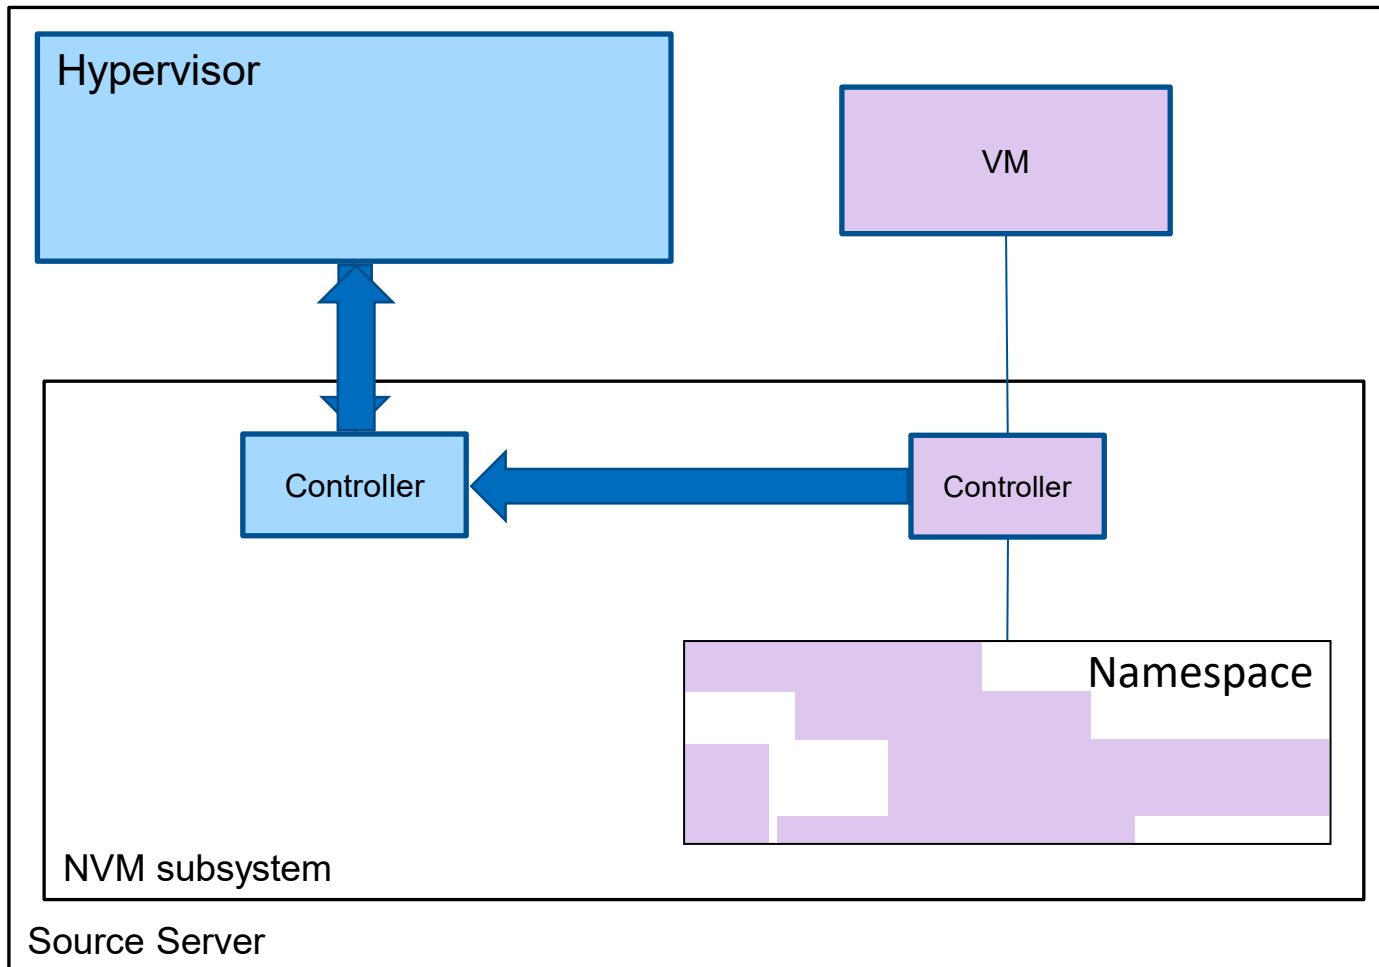 Hypervisor
VM
Controller
Controller
Namespace
NVM subsystem
Source Server